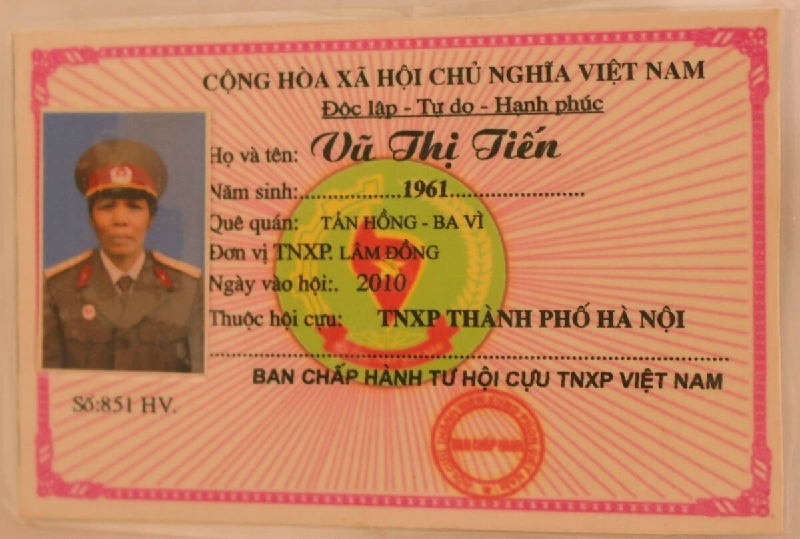 CỘNG HÒA XÃ HỘI CHỦ NGHĨA VIỆT NAM
Độc lập - Tự do - Hạnh phúc
Họ và tên: Vũ Thị Tiến
Năm sinh:..................1961.......................
Quê quán: TẢN HỒNG - BA VÌ
Đơn vị TNXP. LÂM ĐỒNG
Ngày vào hội:. 2010
Thuộc hội cựu: TNXP THÀNH PHỐ HÀ NỘI
BAN CHẤP HÀNH TƯ HỘI CỰU TNXP VIỆT NAM
Số:851 HV.
BAN CHẤP HÀNH